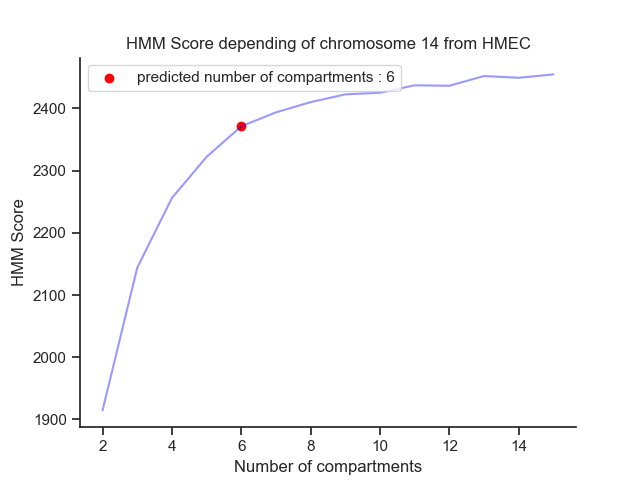 HMM Score depending of chromosome 14 from HMEC
predicted number of compartments : 6
2400
2300
2200
2100
2000
1900
HMM Score
2 4 6 8 10 12 14
Number of compartments